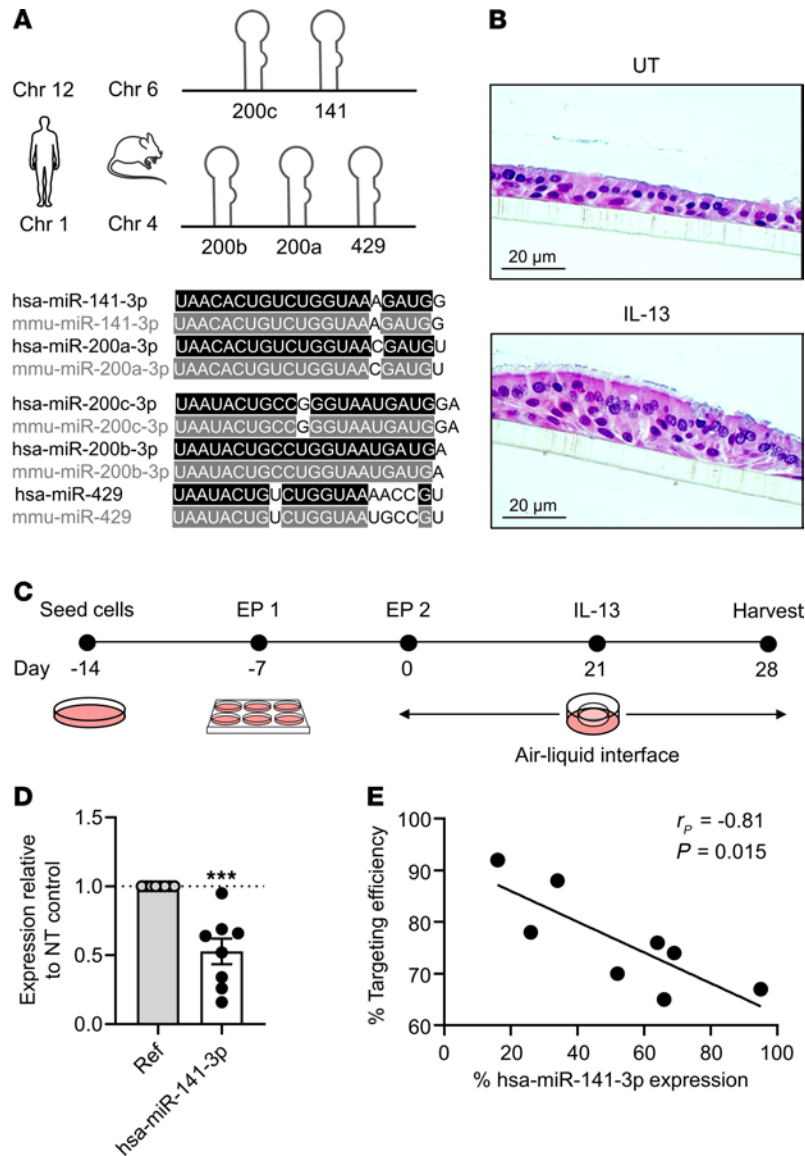 A
Chr 12 Chr 6
200c 141
Chr 1 Chr 4
200b 200a 429
hsa-miR-141-3p UAACACUGUCUGGUAAAGAUGG
mmu-miR-141-3p UAACACUGUCUGGUAAAGAUGG
hsa-miR-200a-3p UAACACUGUCUGGUAACGAUGU
mmu-miR-200a-3p UAACACUGUCUGGUAACGAUGU
hsa-miR-200c-3p UAAUACUGCCGGGUAAUGAUGGA
mmu-miR-200c-3p UAAUACUGCCGGGUAAUGAUGGA
hsa-miR-200b-3p UAAUACUGCCUGGUAAUGAUGA
mmu-miR-200b-3p UAAUACUGCCUGGUAAUGAUGA
hsa-miR-429 UAAUACUGUCUGGUAAAACCGU
mmu-miR-429 UAAUACUGUCUGGUAAUGCCGU
B
UT
20 μm
IL-13
20 μm
C
Seed cells EP 1 EP 2 IL-13 Harvest
Day -14 -7 0 21 28
Air-liquid interface
D
Expression relative
to NT control
1.5
1.0
0.5
0.0
***
Ref
hsa-miR-141-3p
E
% Targeting efficiency
100
90
80
70
60
rP = -0.81
P = 0.015
0 20 40 60 80 100
% hsa-miR-141-3p expression